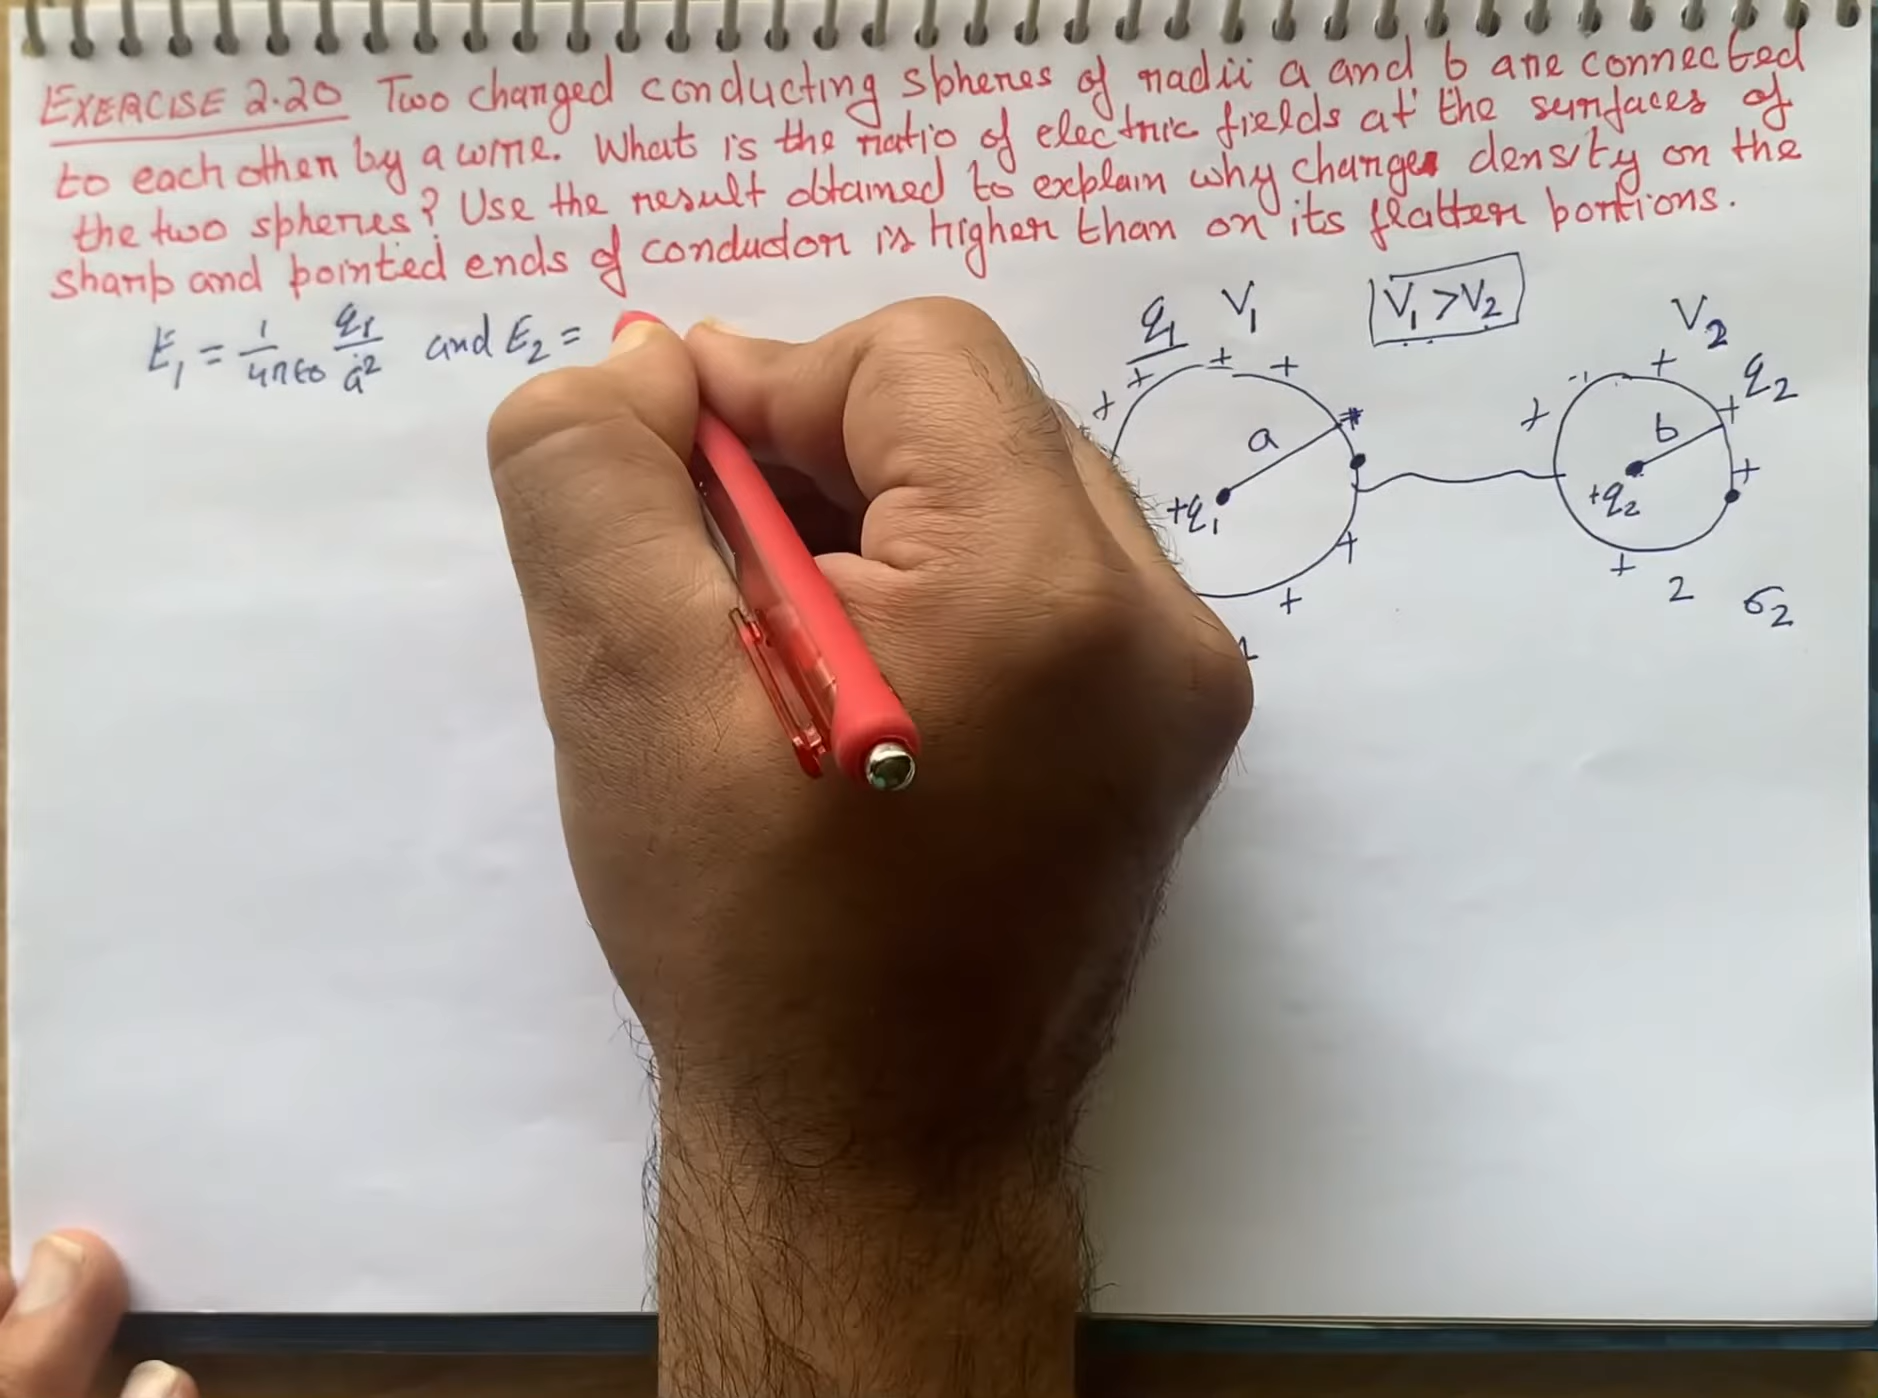 EXERCISE 2.20 Two charged conducting spheres of radii a and b are connected
to each other by a wire. What is the ratio of electric fields at the surfaces of
the two spheres? Use the result obtained to explain why charge density on the
sharp and pointed ends of conductor is higher than on its flatter portions.
E₁ = 1/4πε₀ q₁/a² and E₂ =
q₁ V₁
V₁ > V₂
V₂
q₂
a
+q₁
b
+q₂
2 σ₂